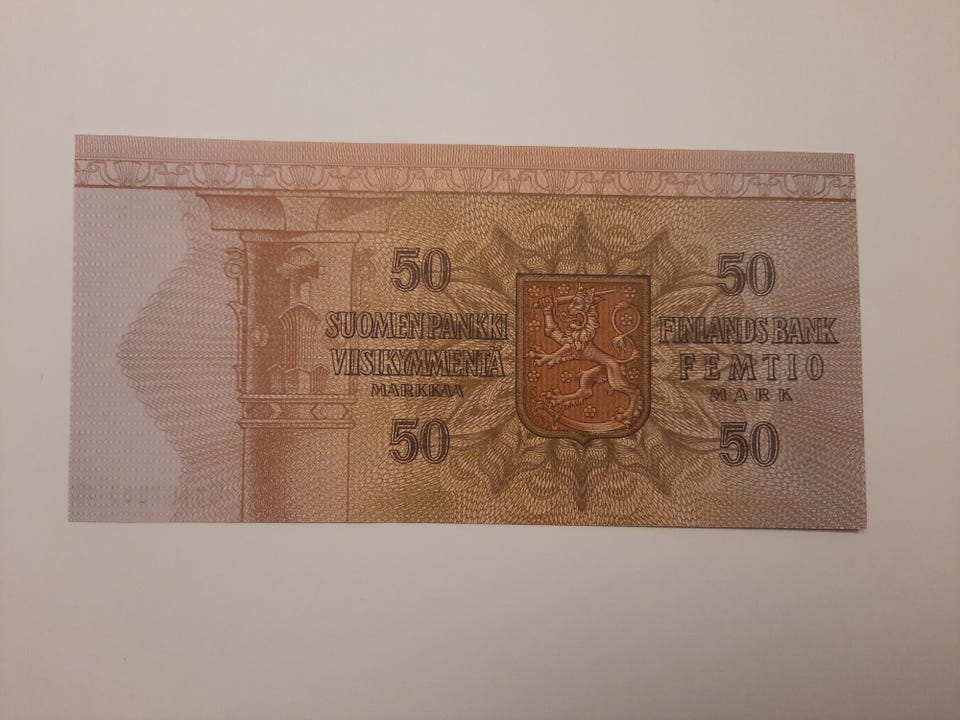 50 50
SUOMEN PANKKI FINLANDS BANK
VIISIKYMMENTÄ FEMTIO
MARKKAA MARK
50 50